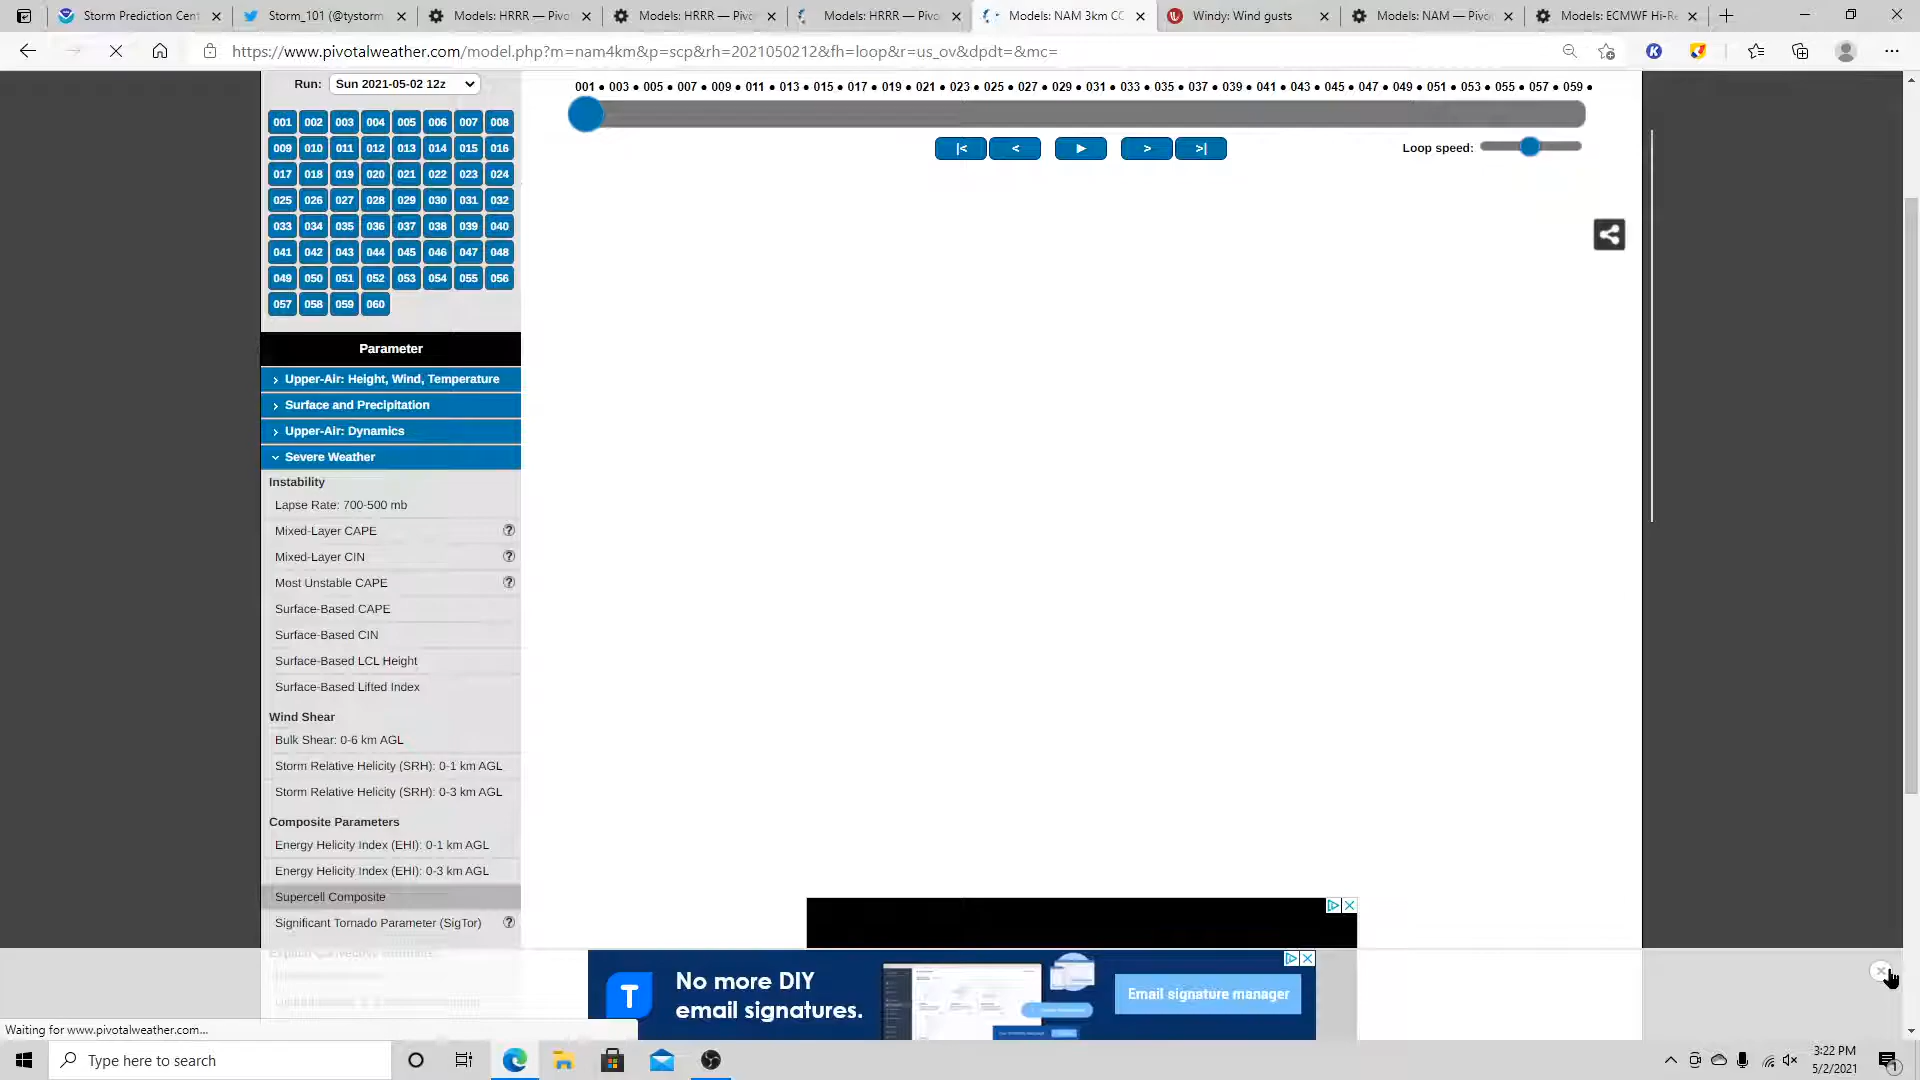 Storm Prediction Cent
Storm_101 (@tystorm
Models: HRRR — Pivo
Models: HRRR — Pivo
Models: HRRR — Pivo
Models: NAM 3km CC
Windy: Wind gusts
Models: NAM — Pivo
Models: ECMWF Hi-Re
https://www.pivotalweather.com/model.php?m=nam4km&p=scp&rh=2021050212&fh=loop&r=us_ov&dpdt=&mc=
Run: Sun 2021-05-02 12z
001 • 003 • 005 • 007 • 009 • 011 • 013 • 015 • 017 • 019 • 021 • 023 • 025 • 027 • 029 • 031 • 033 • 035 • 037 • 039 • 041 • 043 • 045 • 047 • 049 • 051 • 053 • 055 • 057 • 059 •
|< < ► > >|
Loop speed:
001 002 003 004 005 006 007 008
009 010 011 012 013 014 015 016
017 018 019 020 021 022 023 024
025 026 027 028 029 030 031 032
033 034 035 036 037 038 039 040
041 042 043 044 045 046 047 048
049 050 051 052 053 054 055 056
057 058 059 060
Parameter
Upper-Air: Height, Wind, Temperature
Surface and Precipitation
Upper-Air: Dynamics
Severe Weather
Instability
Lapse Rate: 700-500 mb
Mixed-Layer CAPE ?
Mixed-Layer CIN ?
Most Unstable CAPE ?
Surface-Based CAPE
Surface-Based CIN
Surface-Based LCL Height
Surface-Based Lifted Index
Wind Shear
Bulk Shear: 0-6 km AGL
Storm Relative Helicity (SRH): 0-1 km AGL
Storm Relative Helicity (SRH): 0-3 km AGL
Composite Parameters
Energy Helicity Index (EHI): 0-1 km AGL
Energy Helicity Index (EHI): 0-3 km AGL
Supercell Composite
Significant Tornado Parameter (SigTor) ?
T
No more DIY
email signatures.
Email signature manager
Waiting for www.pivotalweather.com...
Type here to search
3:22 PM
5/2/2021
1